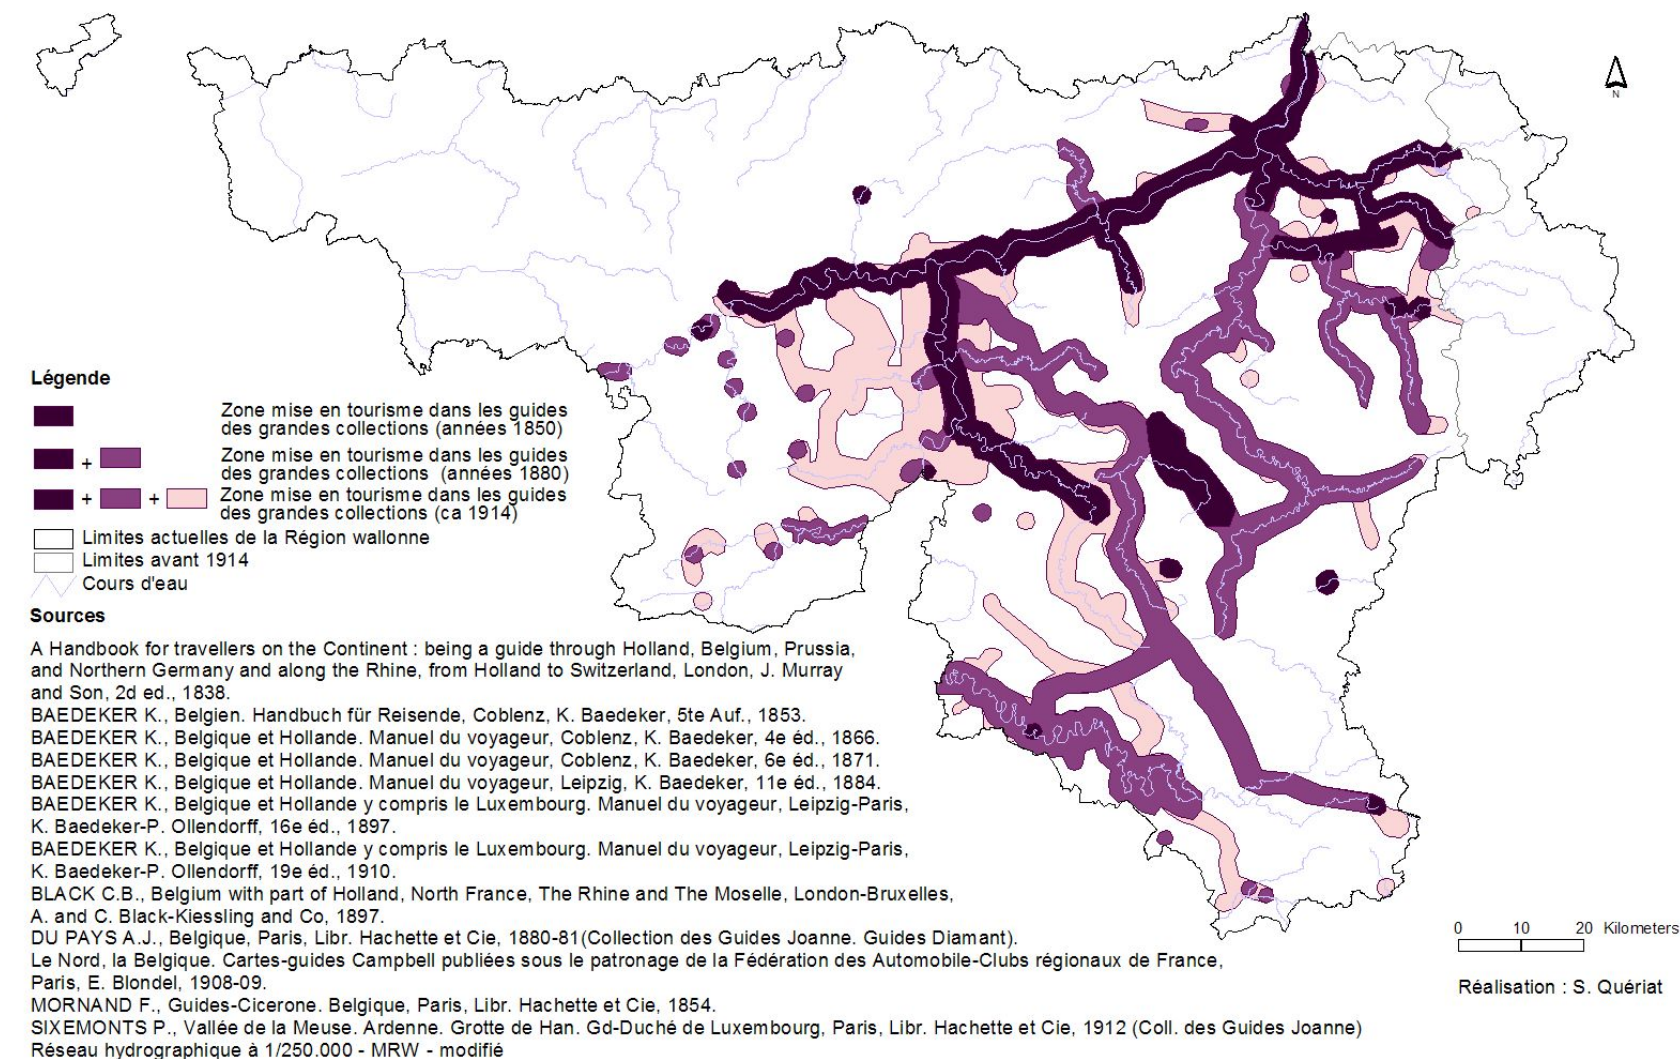 N
Légende
Zone mise en tourisme dans les guides
des grandes collections (années 1850)
+
Zone mise en tourisme dans les guides
des grandes collections (années 1880)
+ +
Zone mise en tourisme dans les guides
des grandes collections (ca 1914)
Limites actuelles de la Région wallonne
Limites avant 1914
Cours d'eau
Sources
A Handbook for travellers on the Continent : being a guide through Holland, Belgium, Prussia,
and Northern Germany and along the Rhine, from Holland to Switzerland, London, J. Murray
and Son, 2d ed., 1838.
BAEDEKER K., Belgien. Handbuch für Reisende, Coblenz, K. Baedeker, 5te Auf., 1853.
BAEDEKER K., Belgique et Hollande. Manuel du voyageur, Coblenz, K. Baedeker, 4e éd., 1866.
BAEDEKER K., Belgique et Hollande. Manuel du voyageur, Coblenz, K. Baedeker, 6e éd., 1871.
BAEDEKER K., Belgique et Hollande. Manuel du voyageur, Leipzig, K. Baedeker, 11e éd., 1884.
BAEDEKER K., Belgique et Hollande y compris le Luxembourg. Manuel du voyageur, Leipzig-Paris,
K. Baedeker-P. Ollendorff, 16e éd., 1897.
BAEDEKER K., Belgique et Hollande y compris le Luxembourg. Manuel du voyageur, Leipzig-Paris,
K. Baedeker-P. Ollendorff, 19e éd., 1910.
BLACK C.B., Belgium with part of Holland, North France, The Rhine and The Moselle, London-Bruxelles,
A. and C. Black-Kiessling and Co, 1897.
DU PAYS A.J., Belgique, Paris, Libr. Hachette et Cie, 1880-81(Collection des Guides Joanne. Guides Diamant).
Le Nord, la Belgique. Cartes-guides Campbell publiées sous le patronage de la Fédération des Automobile-Clubs régionaux de France,
Paris, E. Blondel, 1908-09.
MORNAND F., Guides-Cicerone. Belgique, Paris, Libr. Hachette et Cie, 1854.
SIXEMONTS P., Vallée de la Meuse. Ardenne. Grotte de Han. Gd-Duché de Luxembourg, Paris, Libr. Hachette et Cie, 1912 (Coll. des Guides Joanne)
Réseau hydrographique à 1/250.000 - MRW - modifié
0 10 20 Kilometers
Réalisation : S. Quériat